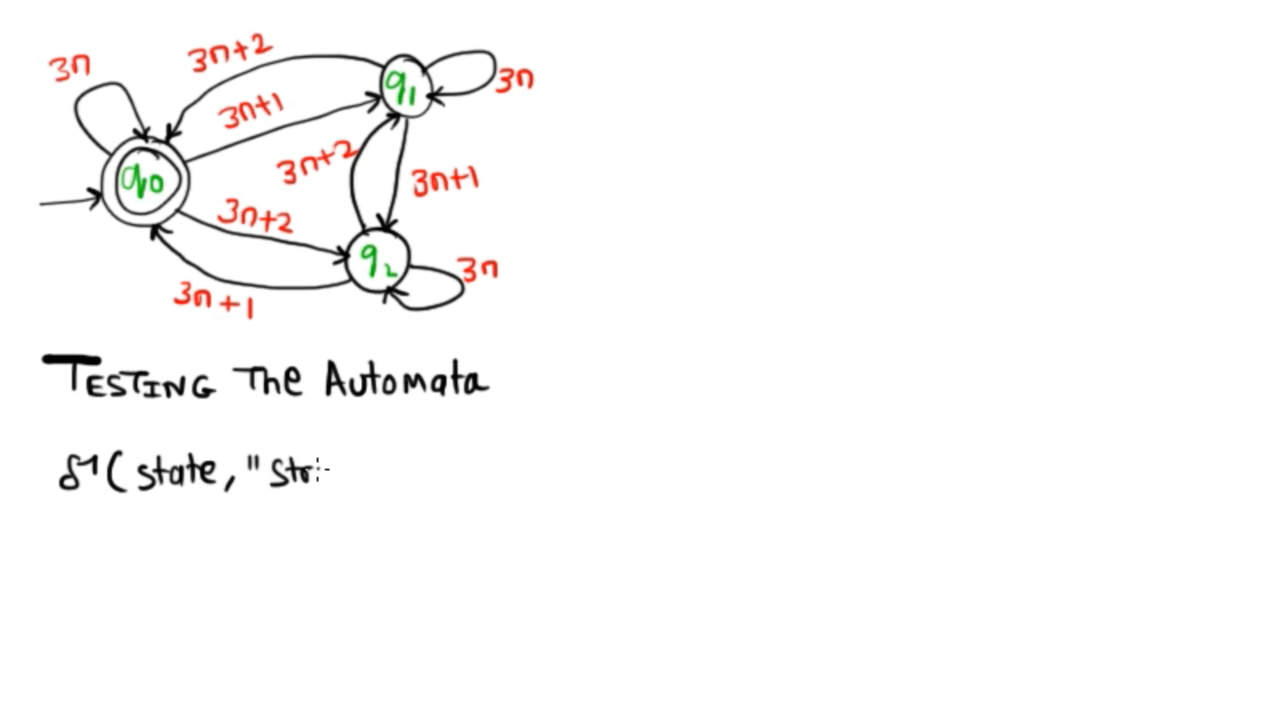 3n+2
3n
q1
3n
3n+1
3n+2
q0
3n+1
3n+2
q2
3n
3n+1
TESTING The Automata
δ1(state, "Str